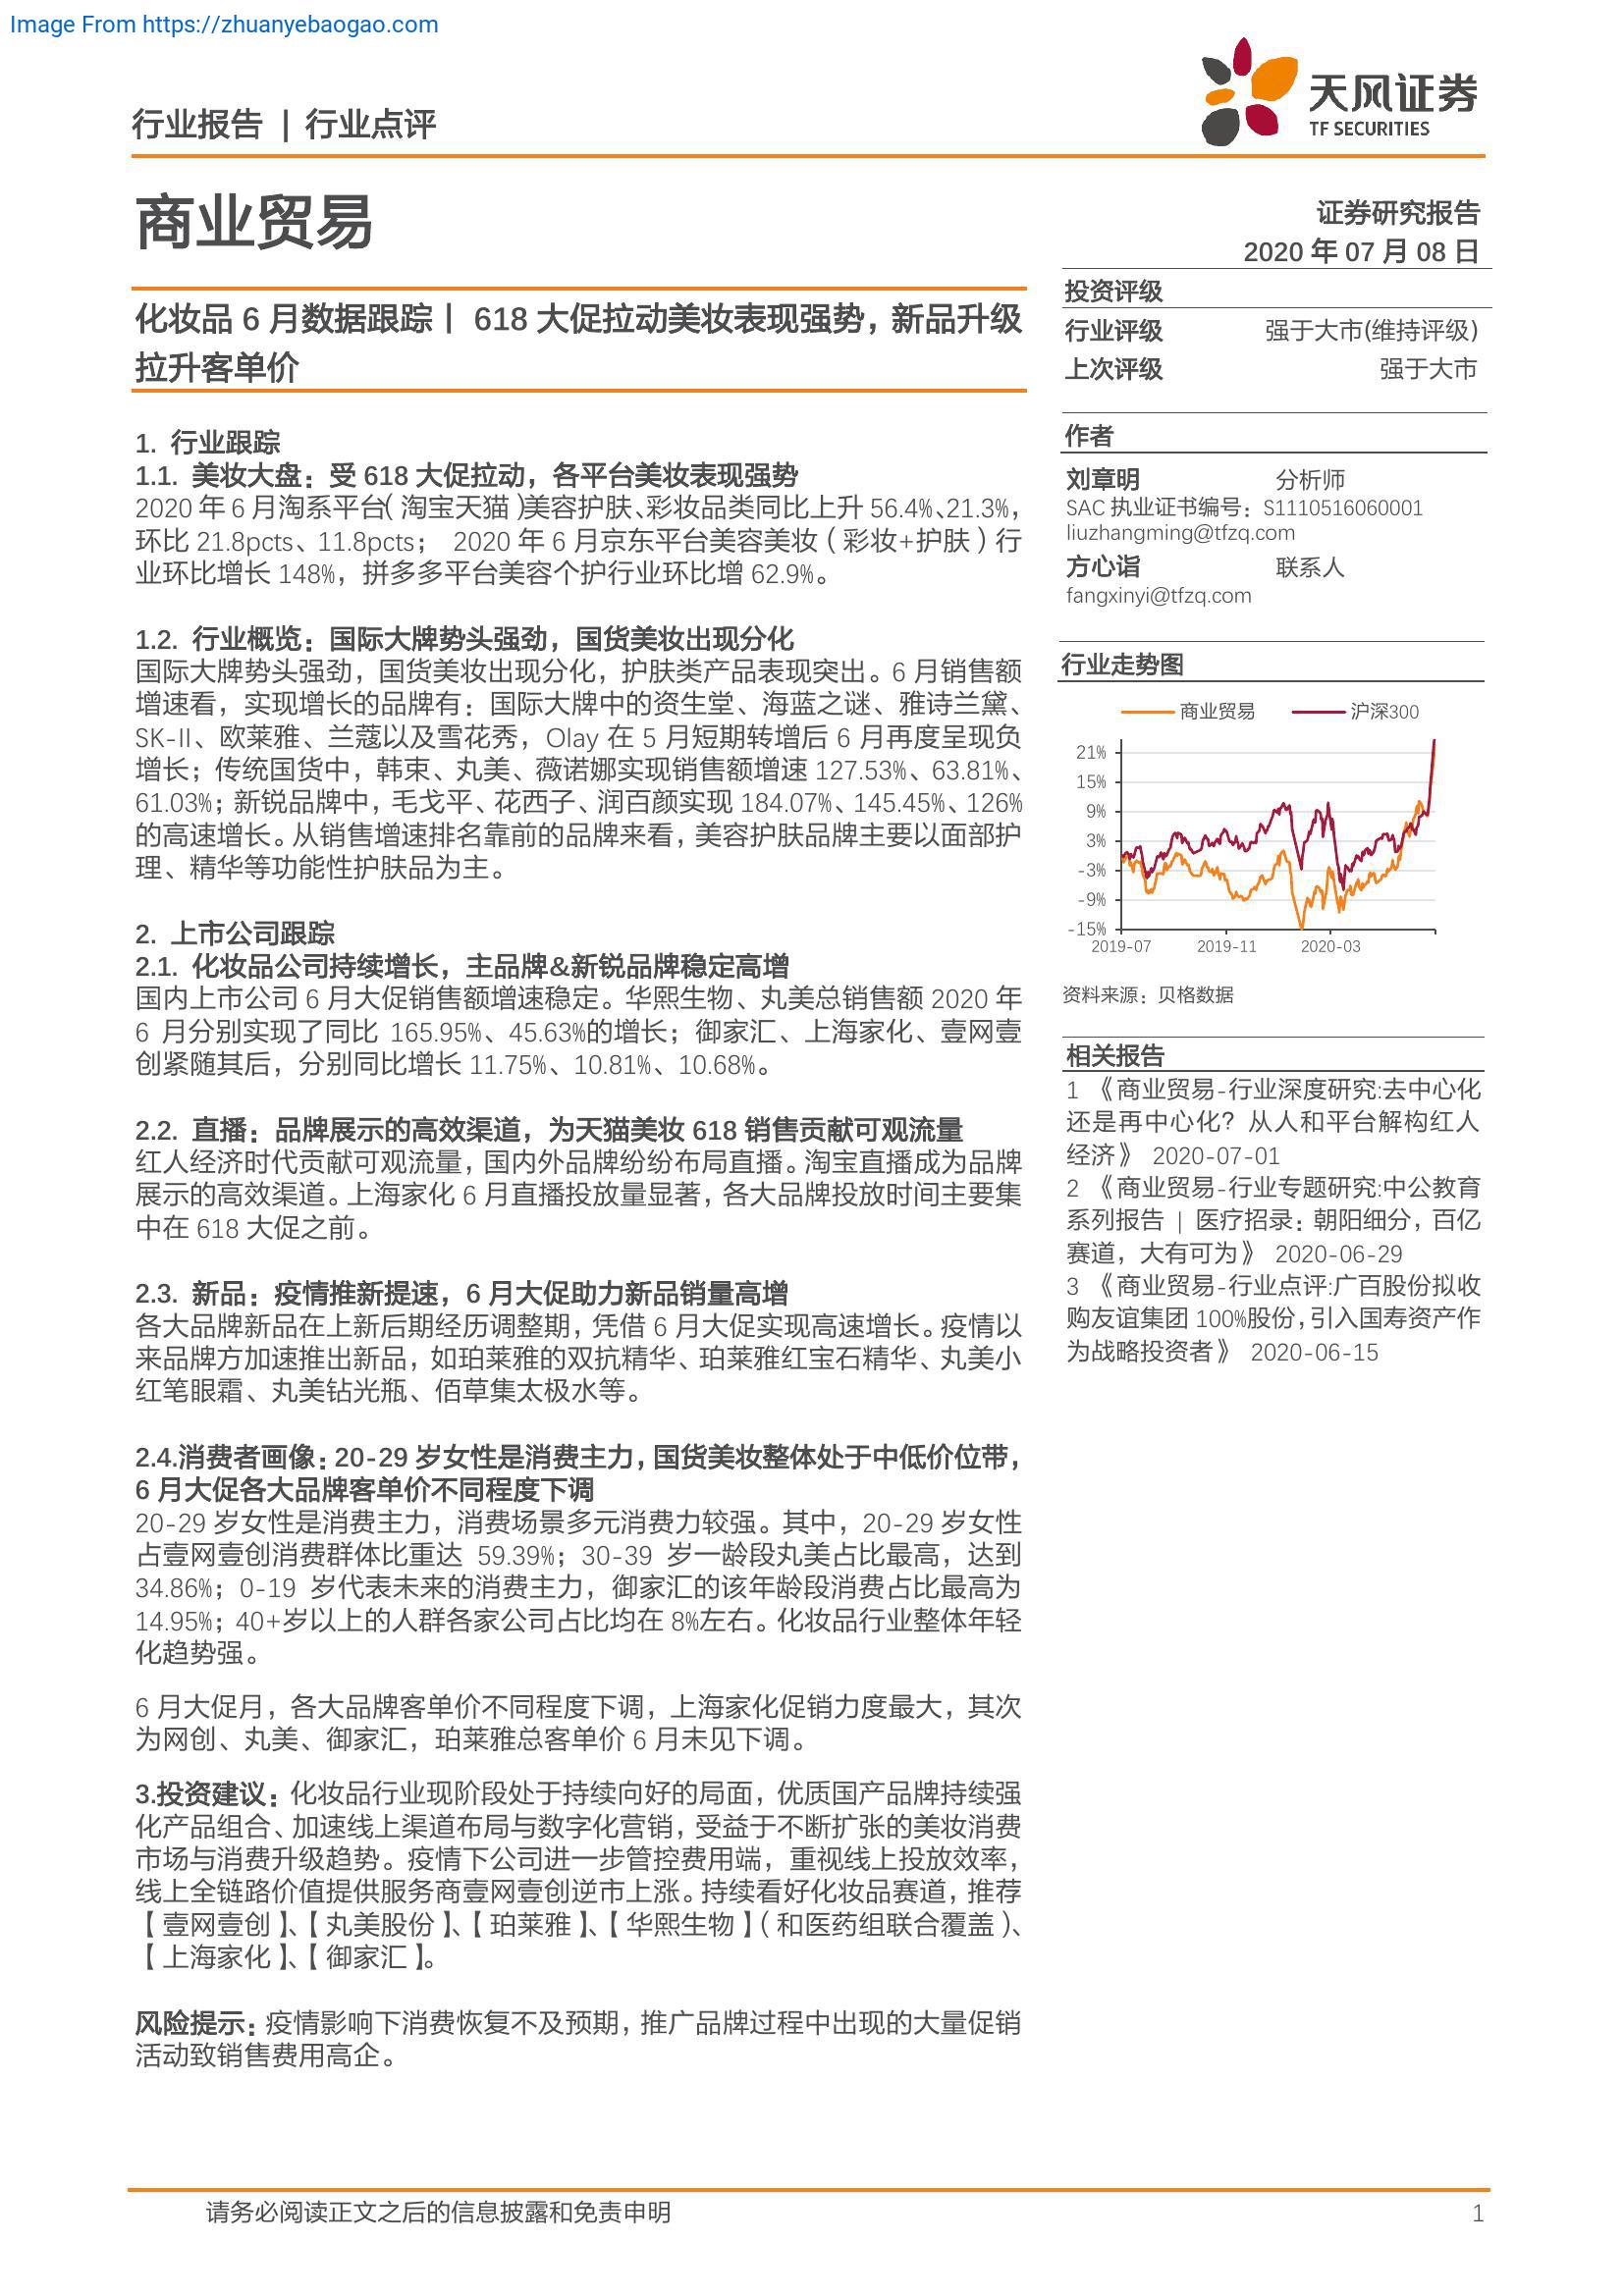 Image From https://zhuanyebaogao.com
行业报告 | 行业点评
天风证券
TF SECURITIES
商业贸易
证券研究报告
2020 年 07 月 08 日
化妆品 6 月数据跟踪丨 618 大促拉动美妆表现强势，新品升级
拉升客单价
1. 行业跟踪
1.1. 美妆大盘：受 618 大促拉动，各平台美妆表现强势
2020 年 6 月淘系平台（淘宝天猫）美容护肤、彩妆品类同比上升 56.4%、21.3%，
环比 21.8pcts、11.8pcts； 2020 年 6 月京东平台美容美妆（彩妆+护肤）行
业环比增长 148%，拼多多平台美容个护行业环比增 62.9%。
1.2. 行业概览：国际大牌势头强劲，国货美妆出现分化
国际大牌势头强劲，国货美妆出现分化，护肤类产品表现突出。6 月销售额
增速看，实现增长的品牌有：国际大牌中的资生堂、海蓝之谜、雅诗兰黛、
SK-II、欧莱雅、兰蔻以及雪花秀，Olay 在 5 月短期转增后 6 月再度呈现负
增长；传统国货中，韩束、丸美、薇诺娜实现销售额增速 127.53%、63.81%、
61.03%；新锐品牌中，毛戈平、花西子、润百颜实现 184.07%、145.45%、126%
的高速增长。从销售增速排名靠前的品牌来看，美容护肤品牌主要以面部护
理、精华等功能性护肤品为主。
2. 上市公司跟踪
2.1. 化妆品公司持续增长，主品牌&新锐品牌稳定高增
国内上市公司 6 月大促销售额增速稳定。华熙生物、丸美总销售额 2020 年
6 月分别实现了同比 165.95%、45.63%的增长；御家汇、上海家化、壹网壹
创紧随其后，分别同比增长 11.75%、10.81%、10.68%。
2.2. 直播：品牌展示的高效渠道，为天猫美妆 618 销售贡献可观流量
红人经济时代贡献可观流量，国内外品牌纷纷布局直播。淘宝直播成为品牌
展示的高效渠道。上海家化 6 月直播投放量显著，各大品牌投放时间主要集
中在 618 大促之前。
2.3. 新品：疫情推新提速，6 月大促助力新品销量高增
各大品牌新品在上新后期经历调整期，凭借 6 月大促实现高速增长。疫情以
来品牌方加速推出新品，如珀莱雅的双抗精华、珀莱雅红宝石精华、丸美小
红笔眼霜、丸美钻光瓶、佰草集太极水等。
2.4.消费者画像：20-29 岁女性是消费主力，国货美妆整体处于中低价位带，
6 月大促各大品牌客单价不同程度下调
20-29 岁女性是消费主力，消费场景多元消费力较强。其中，20-29 岁女性
占壹网壹创消费群体比重达 59.39%；30-39 岁一龄段丸美占比最高，达到
34.86%；0-19 岁代表未来的消费主力，御家汇的该年龄段消费占比最高为
14.95%；40+岁以上的人群各家公司占比均在 8%左右。化妆品行业整体年轻
化趋势强。
6 月大促月，各大品牌客单价不同程度下调，上海家化促销力度最大，其次
为网创、丸美、御家汇，珀莱雅总客单价 6 月未见下调。
3.投资建议：化妆品行业现阶段处于持续向好的局面，优质国产品牌持续强
化产品组合、加速线上渠道布局与数字化营销，受益于不断扩张的美妆消费
市场与消费升级趋势。疫情下公司进一步管控费用端，重视线上投放效率，
线上全链路价值提供服务商壹网壹创逆市上涨。持续看好化妆品赛道，推荐
【壹网壹创】、【丸美股份】、【珀莱雅】、【华熙生物】（和医药组联合覆盖）、
【上海家化】、【御家汇】。
风险提示：疫情影响下消费恢复不及预期，推广品牌过程中出现的大量促销
活动致销售费用高企。
投资评级
行业评级 强于大市(维持评级)
上次评级 强于大市
作者
刘章明 分析师
SAC 执业证书编号：S1110516060001
liuzhangming@tfzq.com
方心诣 联系人
fangxinyi@tfzq.com
行业走势图
商业贸易 沪深300
21%
15%
9%
3%
-3%
-9%
-15%
2019-07 2019-11 2020-03
资料来源：贝格数据
相关报告
1 《商业贸易-行业深度研究:去中心化
还是再中心化？从人和平台解构红人
经济》 2020-07-01
2 《商业贸易-行业专题研究:中公教育
系列报告 | 医疗招录：朝阳细分，百亿
赛道，大有可为》 2020-06-29
3 《商业贸易-行业点评:广百股份拟收
购友谊集团 100%股份，引入国寿资产作
为战略投资者》 2020-06-15
请务必阅读正文之后的信息披露和免责申明 1